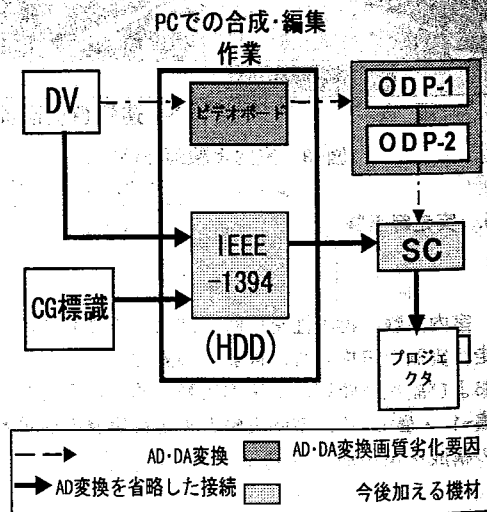 PCでの合成・編集
作業
DV
ビデオボード
ODP-1
ODP-2
IEEE
-1394
SC
CG標識
(HDD)
プロジェ
クタ
AD・DA変換
AD・DA変換画質劣化要因
AD変換を省略した接続
今後加える機材